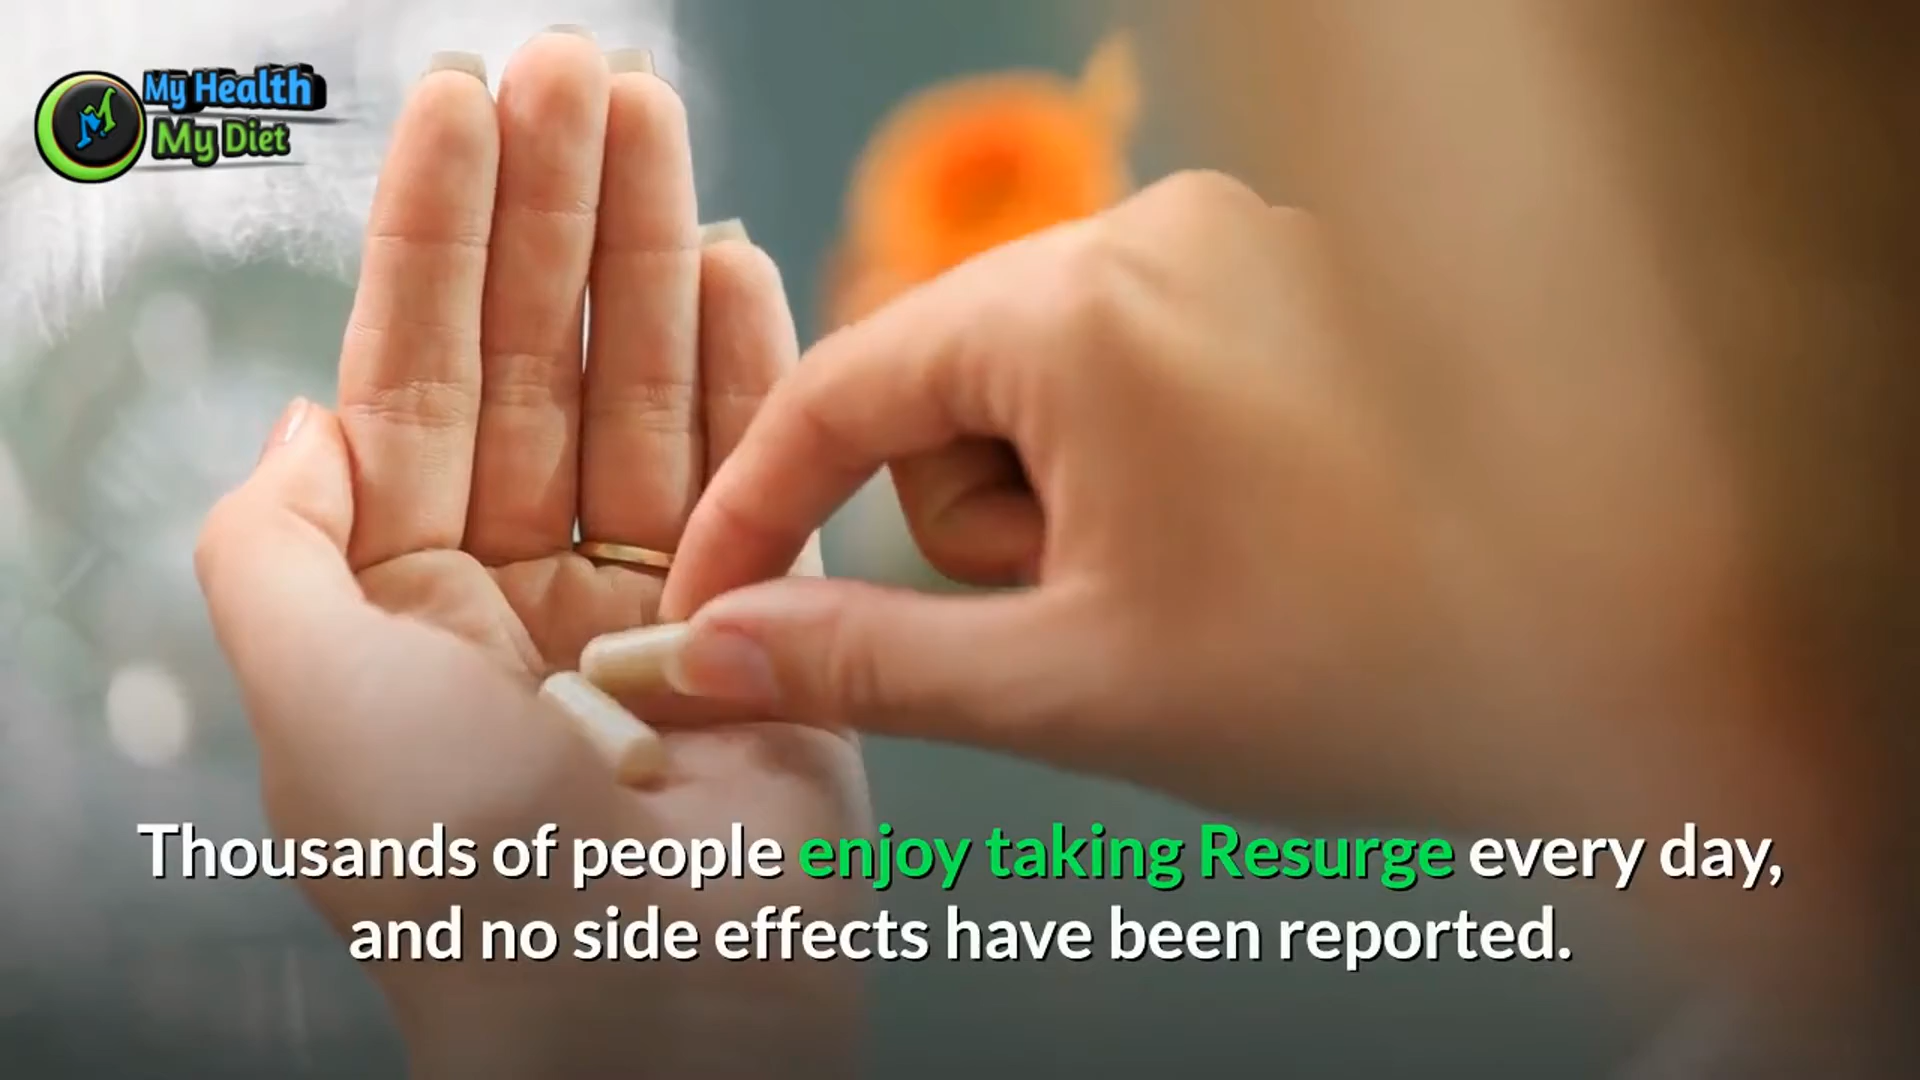 My Health
My Diet
Thousands of people enjoy taking Resurge every day,
and no side effects have been reported.